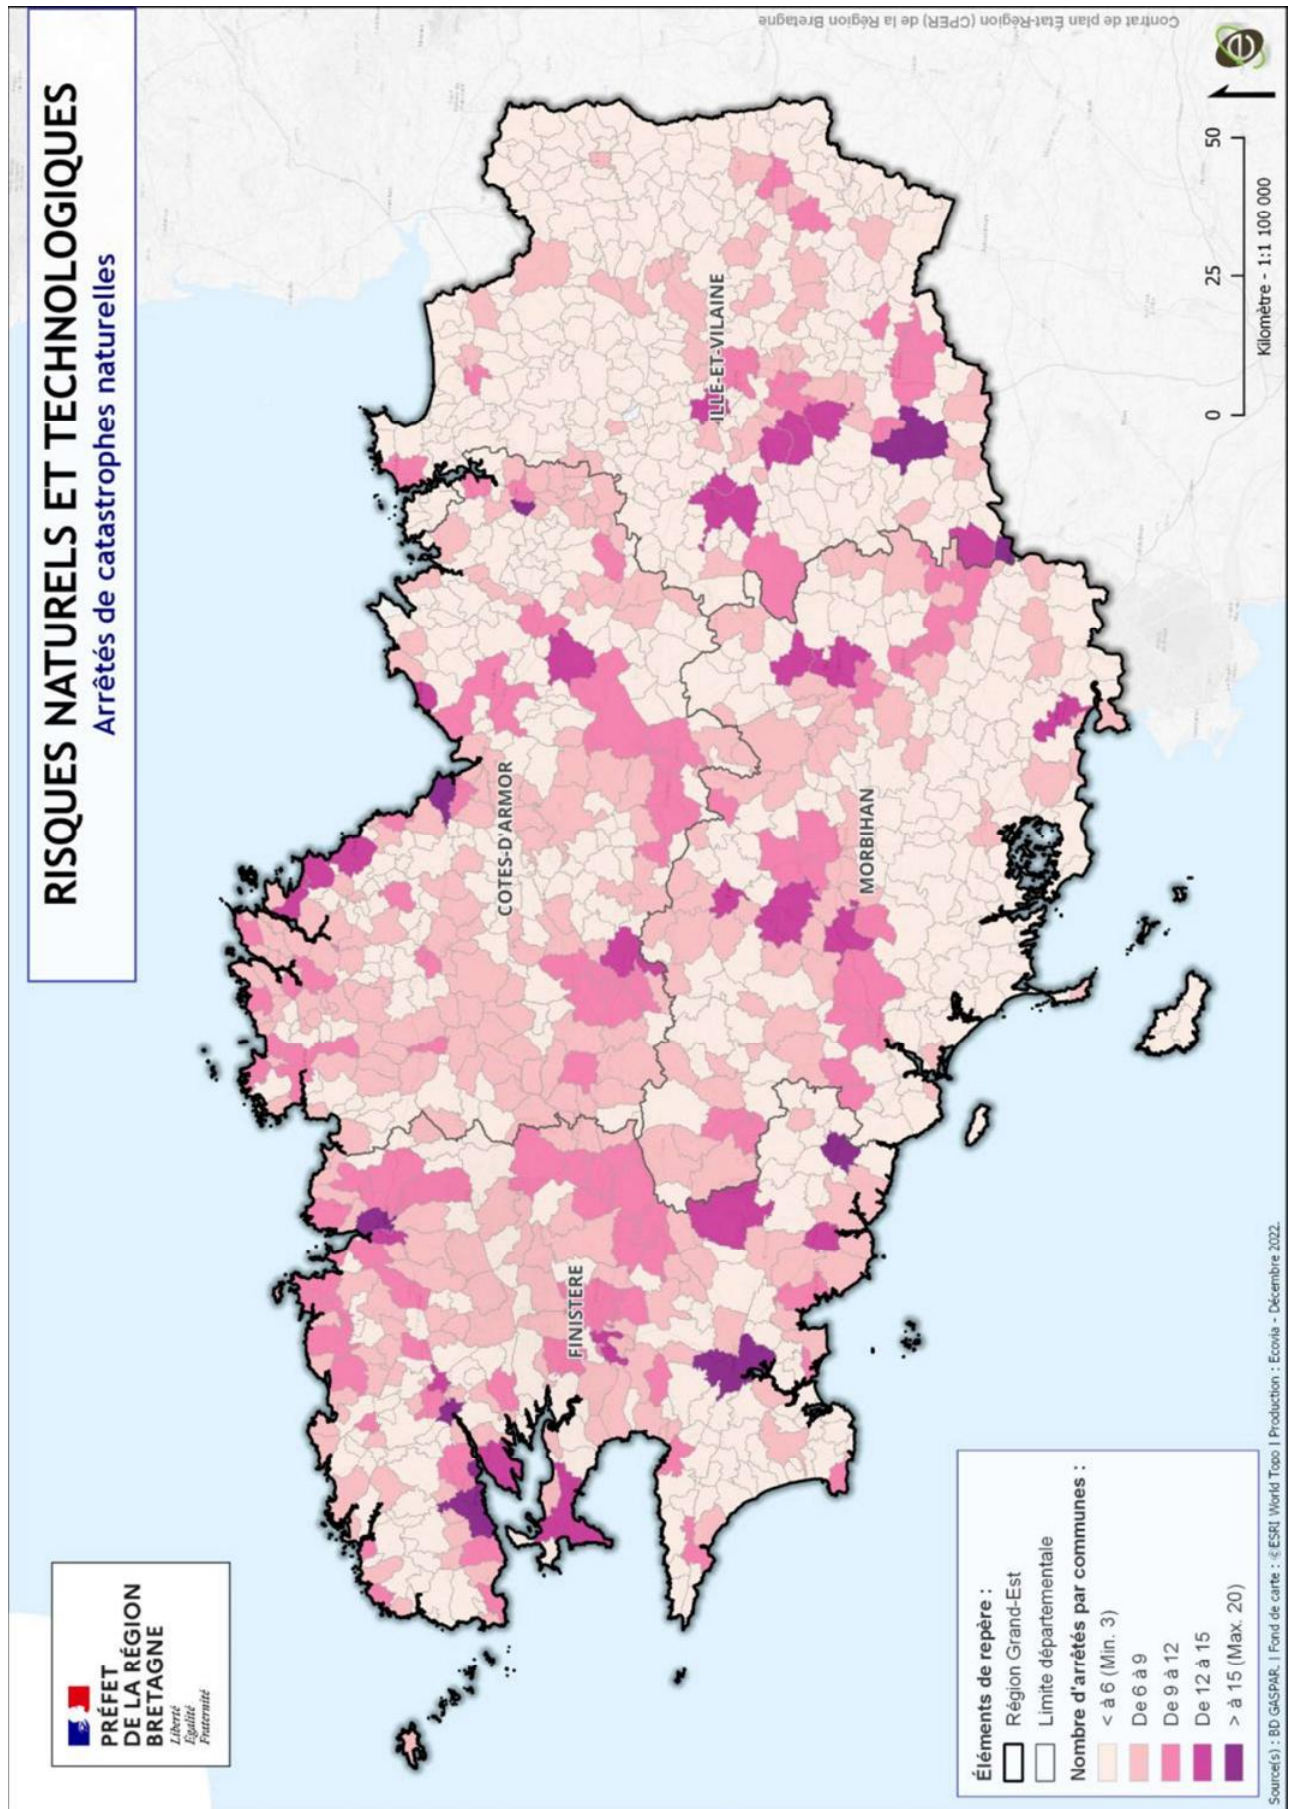 RISQUES NATURELS ET TECHNOLOGIQUES
Arrêtés de catastrophes naturelles
PRÉFET
DE LA RÉGION
BRETAGNE
Liberté
Égalité
Fraternité
COTES-D'ARMOR
FINISTERE
ILLE-ET-VILAINE
MORBIHAN
Éléments de repère :
Région Grand-Est
Limite départementale
Nombre d'arrêtés par communes :
< à 6 (Min. 3)
De 6 à 9
De 9 à 12
De 12 à 15
> à 15 (Max. 20)
0 25 50
Kilomètre - 1:1 100 000
Source(s) : BD GASPAR. I Fond de carte : © ESRI World Topo I Production : Ecovia - Décembre 2022.
Contrat de plan État-Région (CPER) de la Région Bretagne